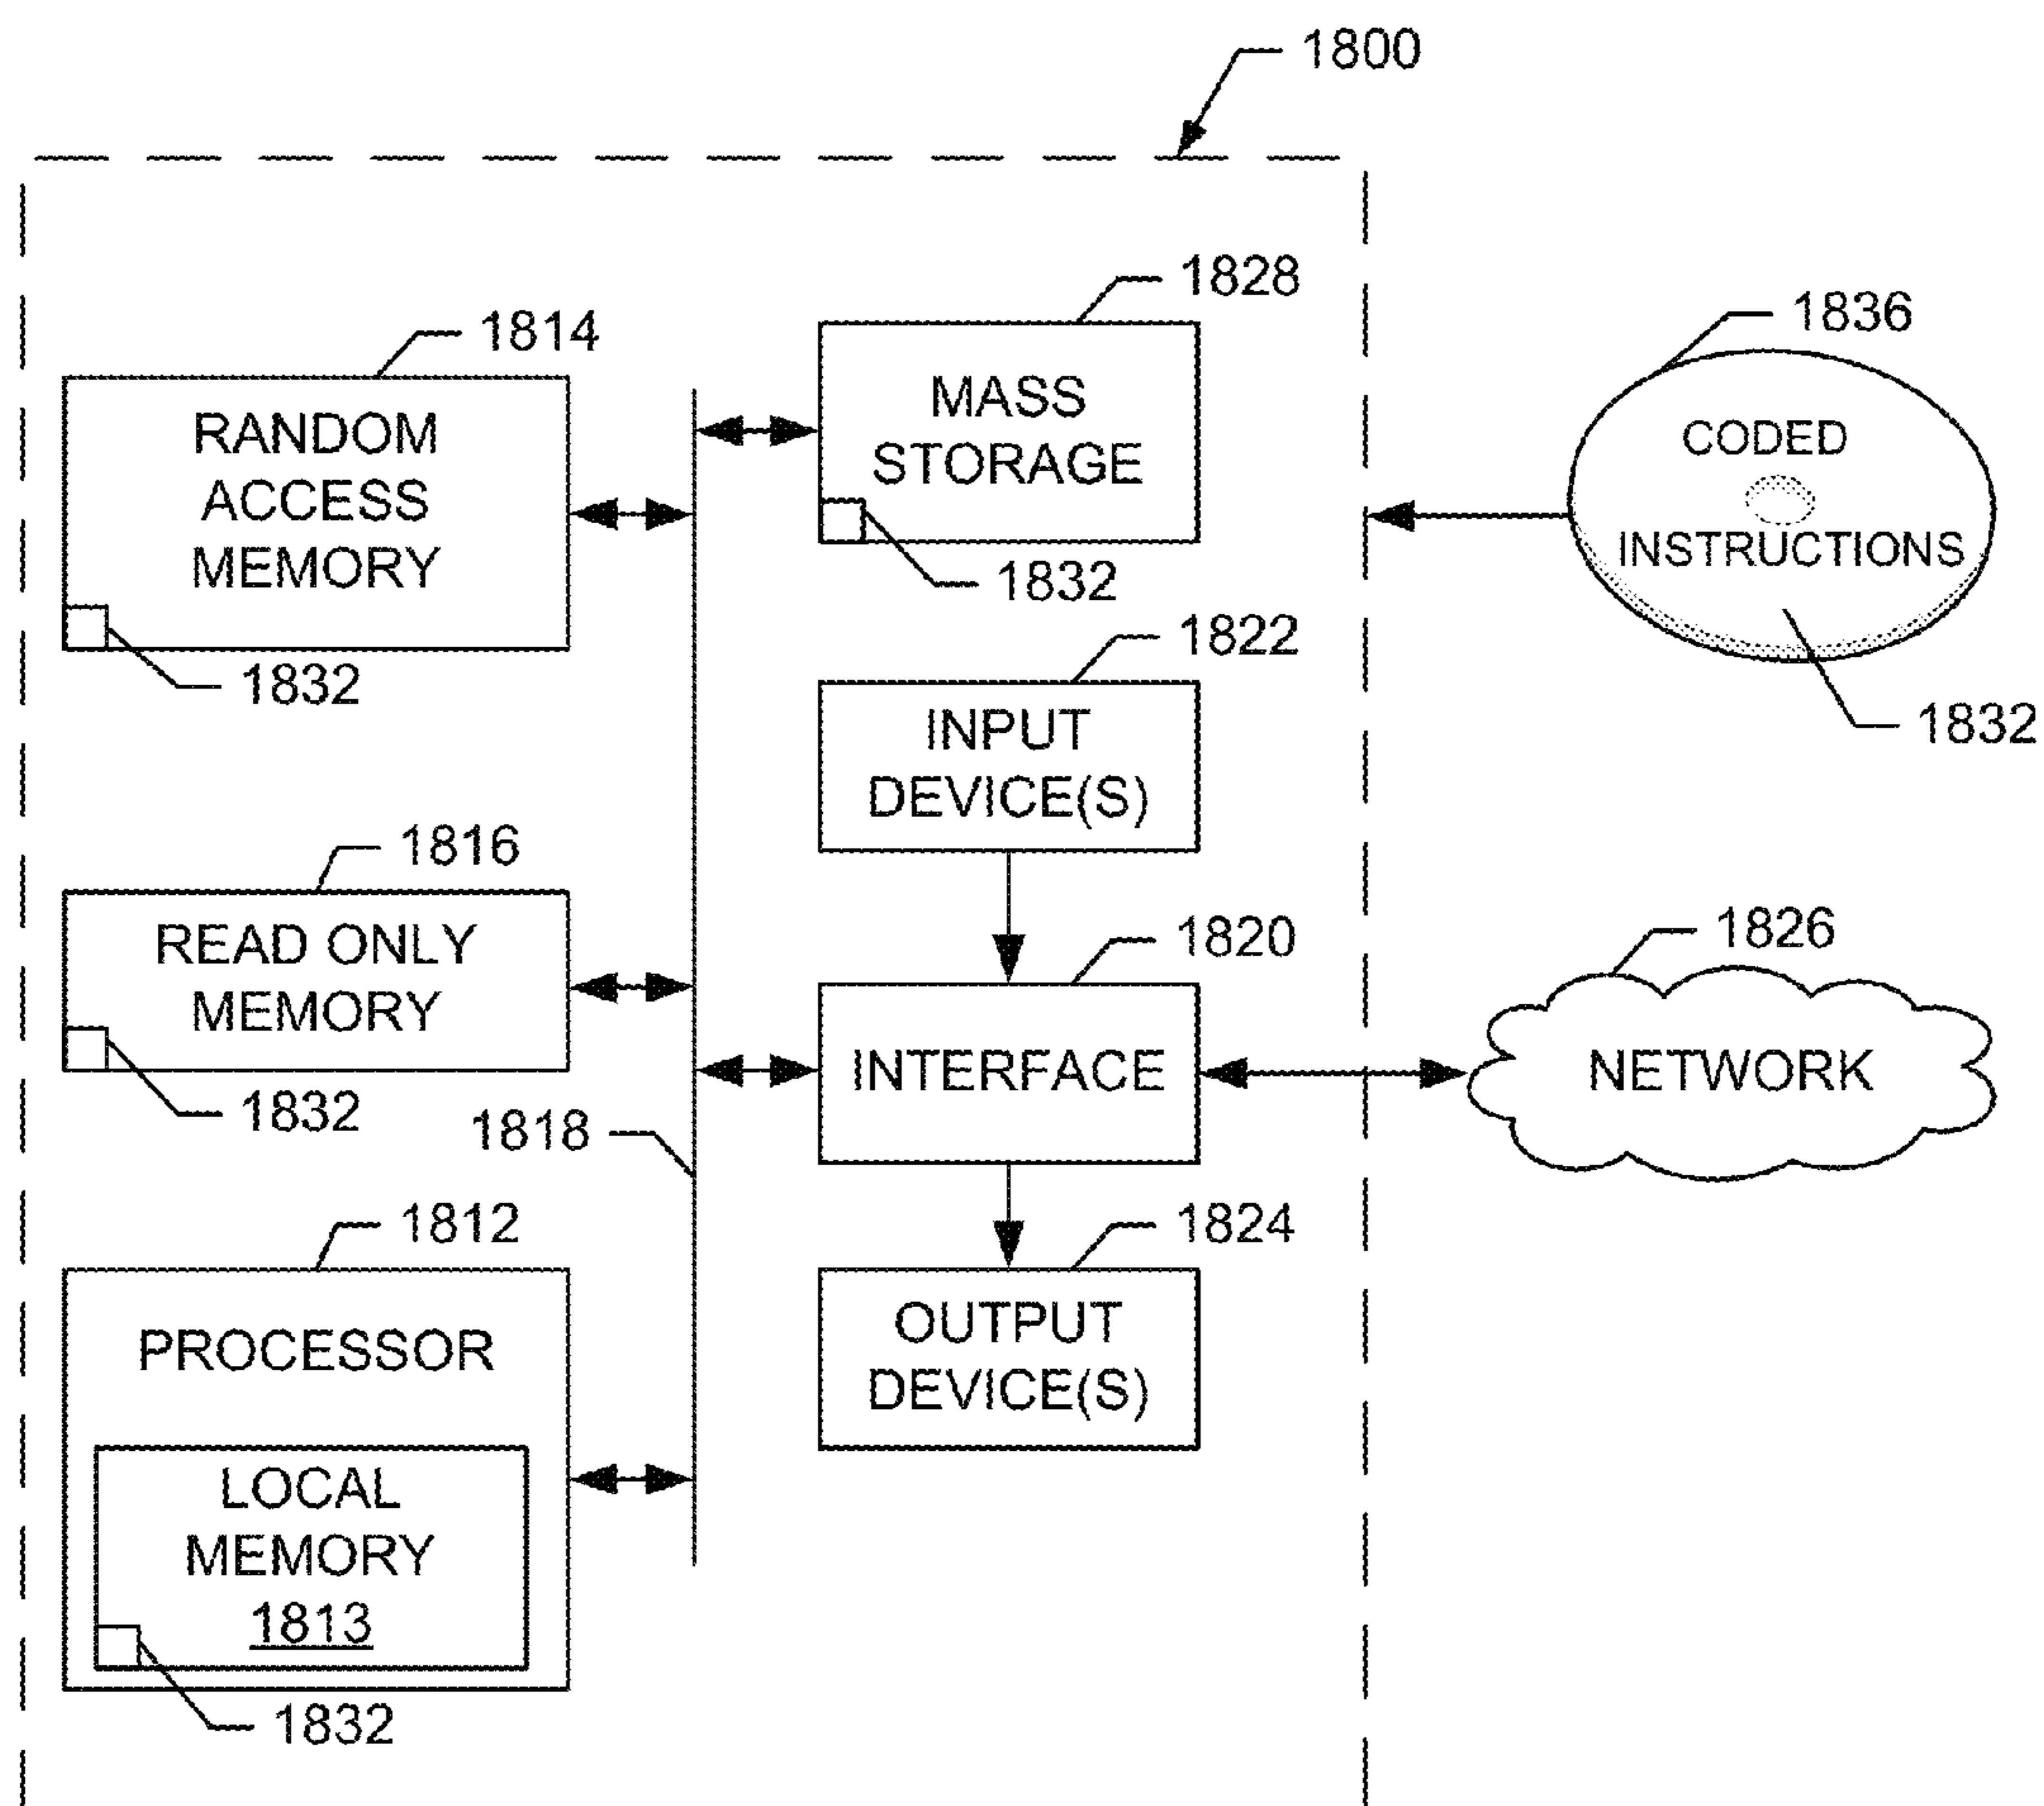 1800
1828
1814
1836
RANDOM
ACCESS
MEMORY
MASS
STORAGE
CODED
INSTRUCTIONS
1832
1832
1832
1822
INPUT
DEVICE(S)
1816
READ ONLY
MEMORY
1832
1820
INTERFACE
1826
NETWORK
1818
1812
PROCESSOR
LOCAL
MEMORY
1813
1832
1824
OUTPUT
DEVICE(S)